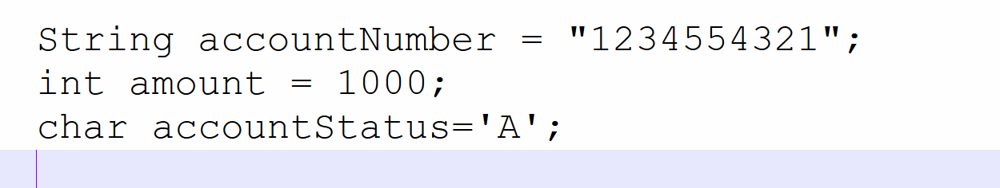 String accountNumber = "1234554321";
int amount = 1000;
char accountStatus='A';